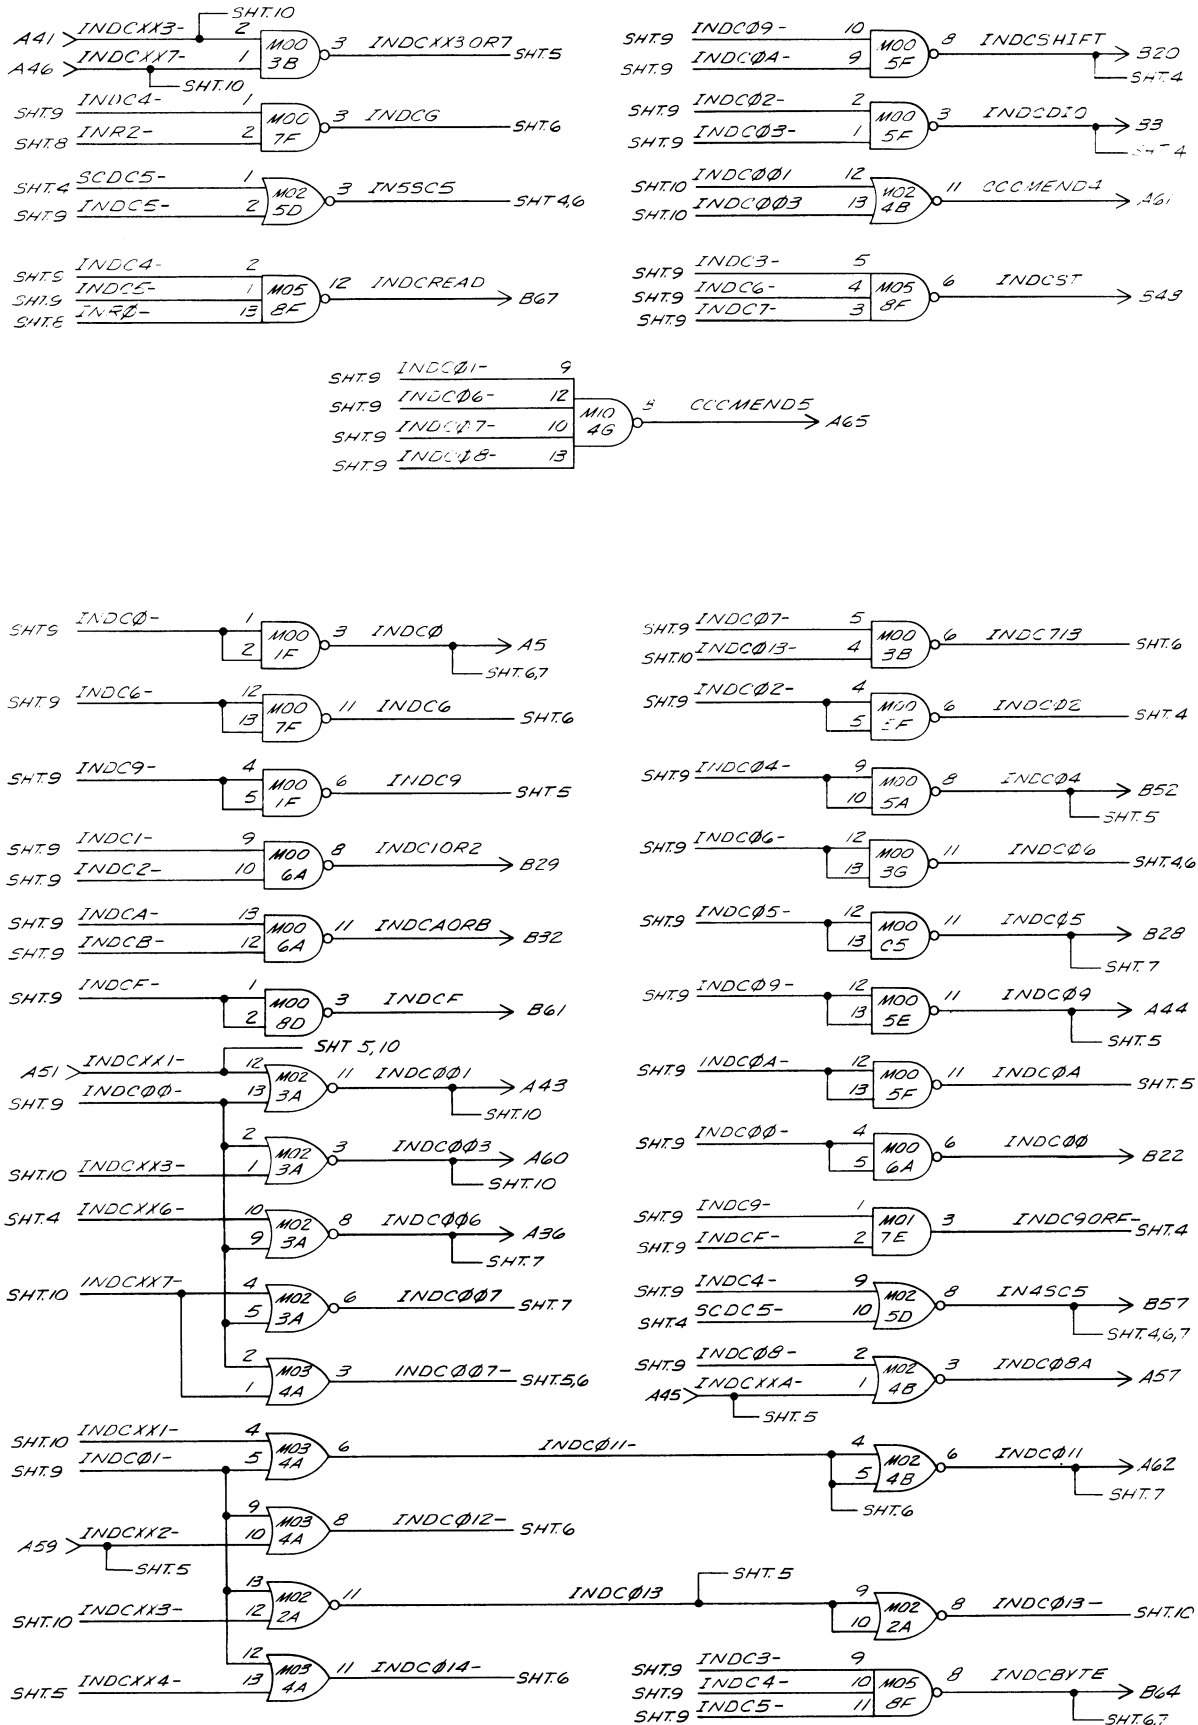 SHT.10
A41 INDCXX3- 2 M00 3B 3 INDCXX3OR7 SHT.5
A46 INDCXX7- 1
SHT.10
SHT.9 INDC4- 1 M00 7F 3 INDCG SHT.6
SHT.8 INR2- 2
SHT.4 SCDC5- 1 M02 5D 3 IN5SC5 SHT 4,6
SHT.9 INDC5- 2
INDC4- 2 M05 8F 12 INDCREAD B67
SHT.9 INDC5- 1
INRØ- 13
SHT.9 INDCØ9- 10 M00 5F 8 INDCSHIFT B20
SHT.9 INDCØA- 9 SHT.4
SHT.9 INDCØ2- 2 M00 5F 3 INDCDIO B3
SHT.9 INDCØ3- 1 SHT 4
SHT.10 INDCØØ1 12 M02 4B 11 CCCMEND4 A61
SHT.10 INDCØØ3 13
SHT.9 INDC3- 5 M05 8F 6 INDCST
SHT.9 INDC6- 4
SHT.9 INDC7- 3
SHT.9 INDCØ1- 9
SHT.9 INDCØ6- 12 M10 4G 8 CCCMEND5 A65
SHT.9 INDCØ7- 10
SHT.9 INDCØ8- 13
SHT9 INDCØ- 1 2 M00 1F 3 INDCØ A5
SHT.6,7
SHT.9 INDC6- 12 13 M00 7F 11 INDC6 SHT.6
SHT.9 INDC9- 4 5 M00 1F 6 INDC9 SHT5
SHT.9 INDC1- 9 M00 6A 8 INDC1OR2 B29
SHT.9 INDC2- 10
SHT.9 INDCA- 13 M00 6A 11 INDCAORB B32
SHT.9 INDCB- 12
SHT.9 INDCF- 1 2 M00 8D 3 INDCF B61
SHT 5,10
A51 INDCXX1- 12 M02 3A 11 INDCØØ1 A43
SHT.9 INDCØØ- 13 SHT.10
2 M02 3A 3 INDCØØ3 A60
SHT.10 INDCXX3- 1 SHT.10
SHT.4 INDCXX6- 10 M02 3A 8 INDCØØ6 A36
9 SHT.7
SHT.10 INDCXX7- 4 M02 3A 6 INDCØØ7 SHT.7
5
2 M03 4A 3 INDCØØ7- SHT.5,6
1
SHT.9 INDCØ7- 5 M00 3B 6 INDC713 SHT.6
SHT.10 INDCØ13- 4
SHT.9 INDCØ2- 4 5 M00 6 INDCØ2 SHT.4
SHT.9 INDCØ4- 9 10 M00 5A 8 INDCØ4 B52
SHT.5
SHT.9 INDCØ6- 12 13 M00 3G 11 INDCØ6 SHT.4,6
SHT.9 INDCØ5- 12 13 M00 C5 11 INDCØ5 B28
SHT.7
SHT.9 INDCØ9- 12 13 M00 5E 11 INDCØ9 A44
SHT.5
SHT.9 INDCØA- 12 13 M00 5F 11 INDCØA SHT.5
SHT.9 INDCØØ- 4 5 M00 6A 6 INDCØØ B22
SHT.9 INDC9- 1 M01 7E 3 INDC9ORF- SHT.4
SHT.9 INDCF- 2
SHT.9 INDC4- 9 M02 5D 8 IN4SC5 B57
SHT.4 SCDC5- 10 SHT.4,6,7
SHT.9 INDCØ8- 2 M02 4B 3 INDCØ8A A57
A45 INDCXXA- 1
SHT.5
SHT.10 INDCXX1- 4 M03 4A 6 INDCØ11- 4 5 M02 4B 6 INDCØ11 A62
SHT.9 INDCØ1- 5 SHT.6 SHT.7
9 M03 4A 8 INDCØ12- SHT.6
A59 INDCXX2- 10
SHT.5
13 M02 2A 11 INDCØ13 SHT.5 9 10 M02 2A 8 INDCØ13- SHT.10
SHT.10 INDCXX3- 12
12 M03 4A 11 INDCØ14- SHT.6
SHT.5 INDCXX4- 13
SHT.9 INDC3- 9 M05 8F 8 INDCBYTE B64
SHT.9 INDC4- 10
SHT.9 INDC5- 11 SHT.6,7